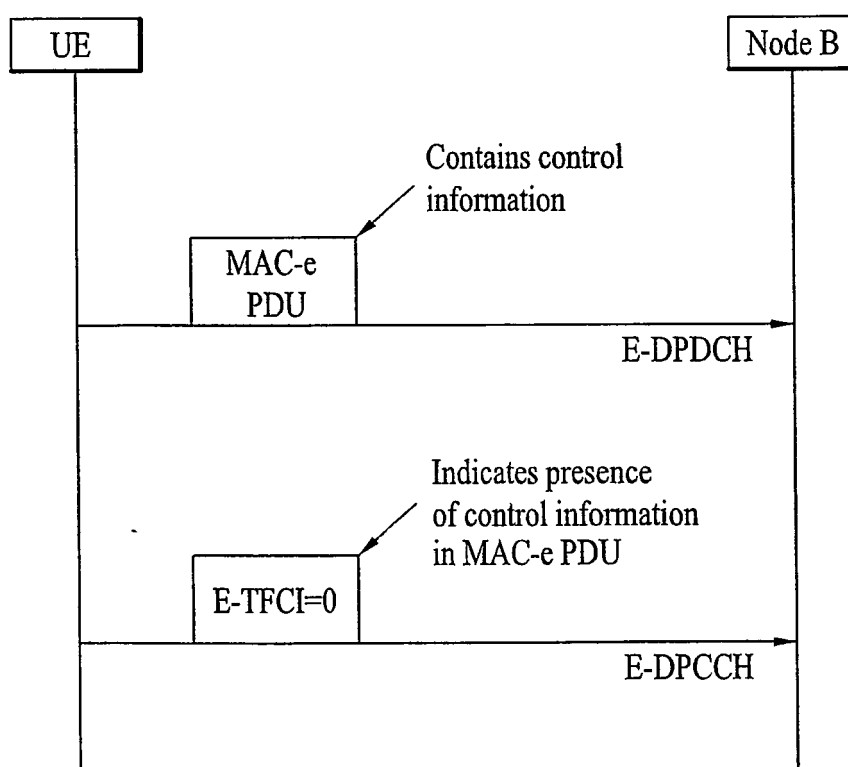 UE
Node B
Contains control
information
MAC-e
PDU
E-DPDCH
Indicates presence
of control information
in MAC-e PDU
E-TFCI=0
E-DPCCH